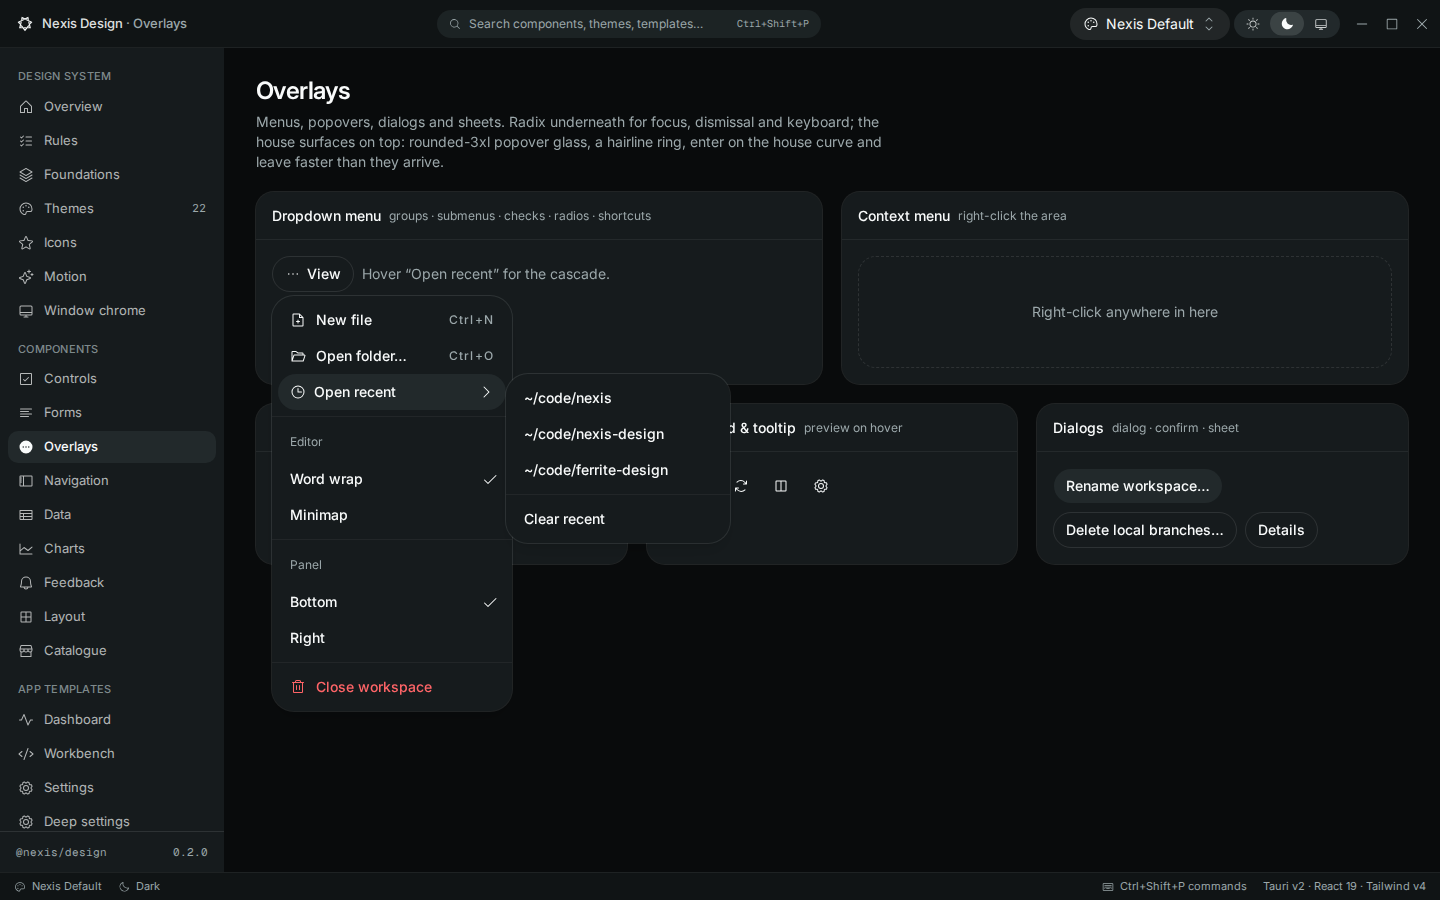 Nexis Design · Overlays
Search components, themes, templates...
Ctrl+Shift+P
Nexis Default
DESIGN SYSTEM
Overview
Rules
Foundations
Themes 22
Icons
Motion
Window chrome
COMPONENTS
Controls
Forms
Overlays
Navigation
Data
Charts
Feedback
Layout
Catalogue
APP TEMPLATES
Dashboard
Workbench
Settings
Deep settings
@nexis/design 0.2.0
Overlays
Menus, popovers, dialogs and sheets. Radix underneath for focus, dismissal and keyboard; the
house surfaces on top: rounded-3xl popover glass, a hairline ring, enter on the house curve and
leave faster than they arrive.
Dropdown menu groups · submenus · checks · radios · shortcuts
View Hover “Open recent” for the cascade.
New file Ctrl+N
Open folder... Ctrl+O
Open recent
Editor
Word wrap
Minimap
Panel
Bottom
Right
Close workspace
~/code/nexis
~/code/nexis-design
~/code/ferrite-design
Clear recent
Context menu right-click the area
Right-click anywhere in here
d & tooltip preview on hover
Dialogs dialog · confirm · sheet
Rename workspace...
Delete local branches...
Details
Nexis Default
Dark
Ctrl+Shift+P commands
Tauri v2 · React 19 · Tailwind v4